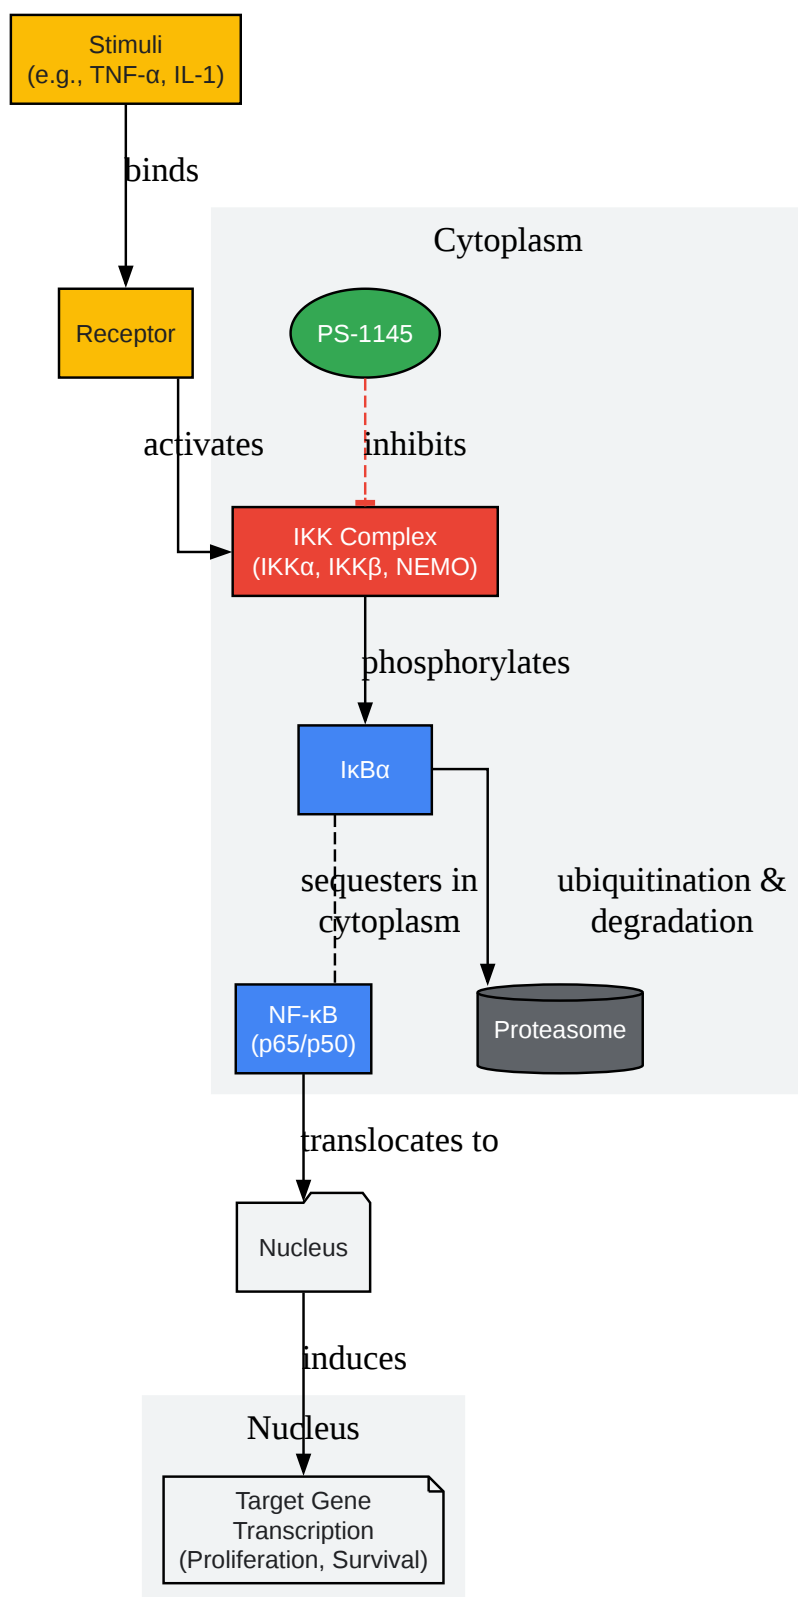 Stimuli
(e.g., TNF-α, IL-1)
binds
Cytoplasm
Receptor
PS-1145
activates
inhibits
IKK Complex
(IKKα, IKKβ, NEMO)
phosphorylates
IκBα
sequesters in
cytoplasm
ubiquitination &
degradation
NF-κB
(p65/p50)
Proteasome
translocates to
Nucleus
induces
Nucleus
Target Gene
Transcription
(Proliferation, Survival)